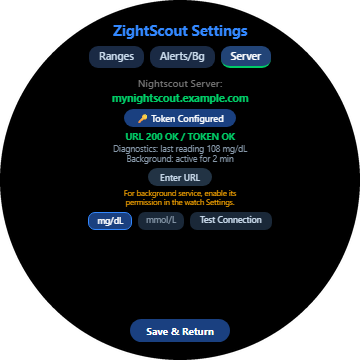 ZightScout Settings
Ranges
Alerts/Bg
Server
Nightscout Server:
mynightscout.example.com
🔑 Token Configured
URL 200 OK / TOKEN OK
Diagnostics: last reading 108 mg/dL
Background: active for 2 min
Enter URL
For background service, enable its
permission in the watch Settings.
mg/dL
mmol/L
Test Connection
Save & Return